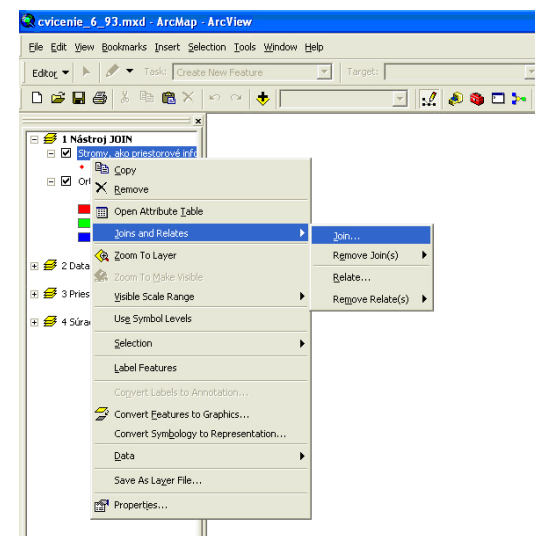 cvicenie_6_93.mxd - ArcMap - ArcView
File Edit View Bookmarks Insert Selection Tools Window Help
Editor Task: Create New Feature Target:
1 Nástroj JOIN
Stromy, ako priestorové info
2 Data
3 Pries
4 Súra
Copy
Remove
Open Attribute Table
Joins and Relates
Zoom To Layer
Zoom To Make Visible
Visible Scale Range
Use Symbol Levels
Selection
Label Features
Convert Labels to Annotation...
Convert Features to Graphics...
Convert Symbology to Representation...
Data
Save As Layer File...
Properties...
Join...
Remove Join(s)
Relate...
Remove Relate(s)